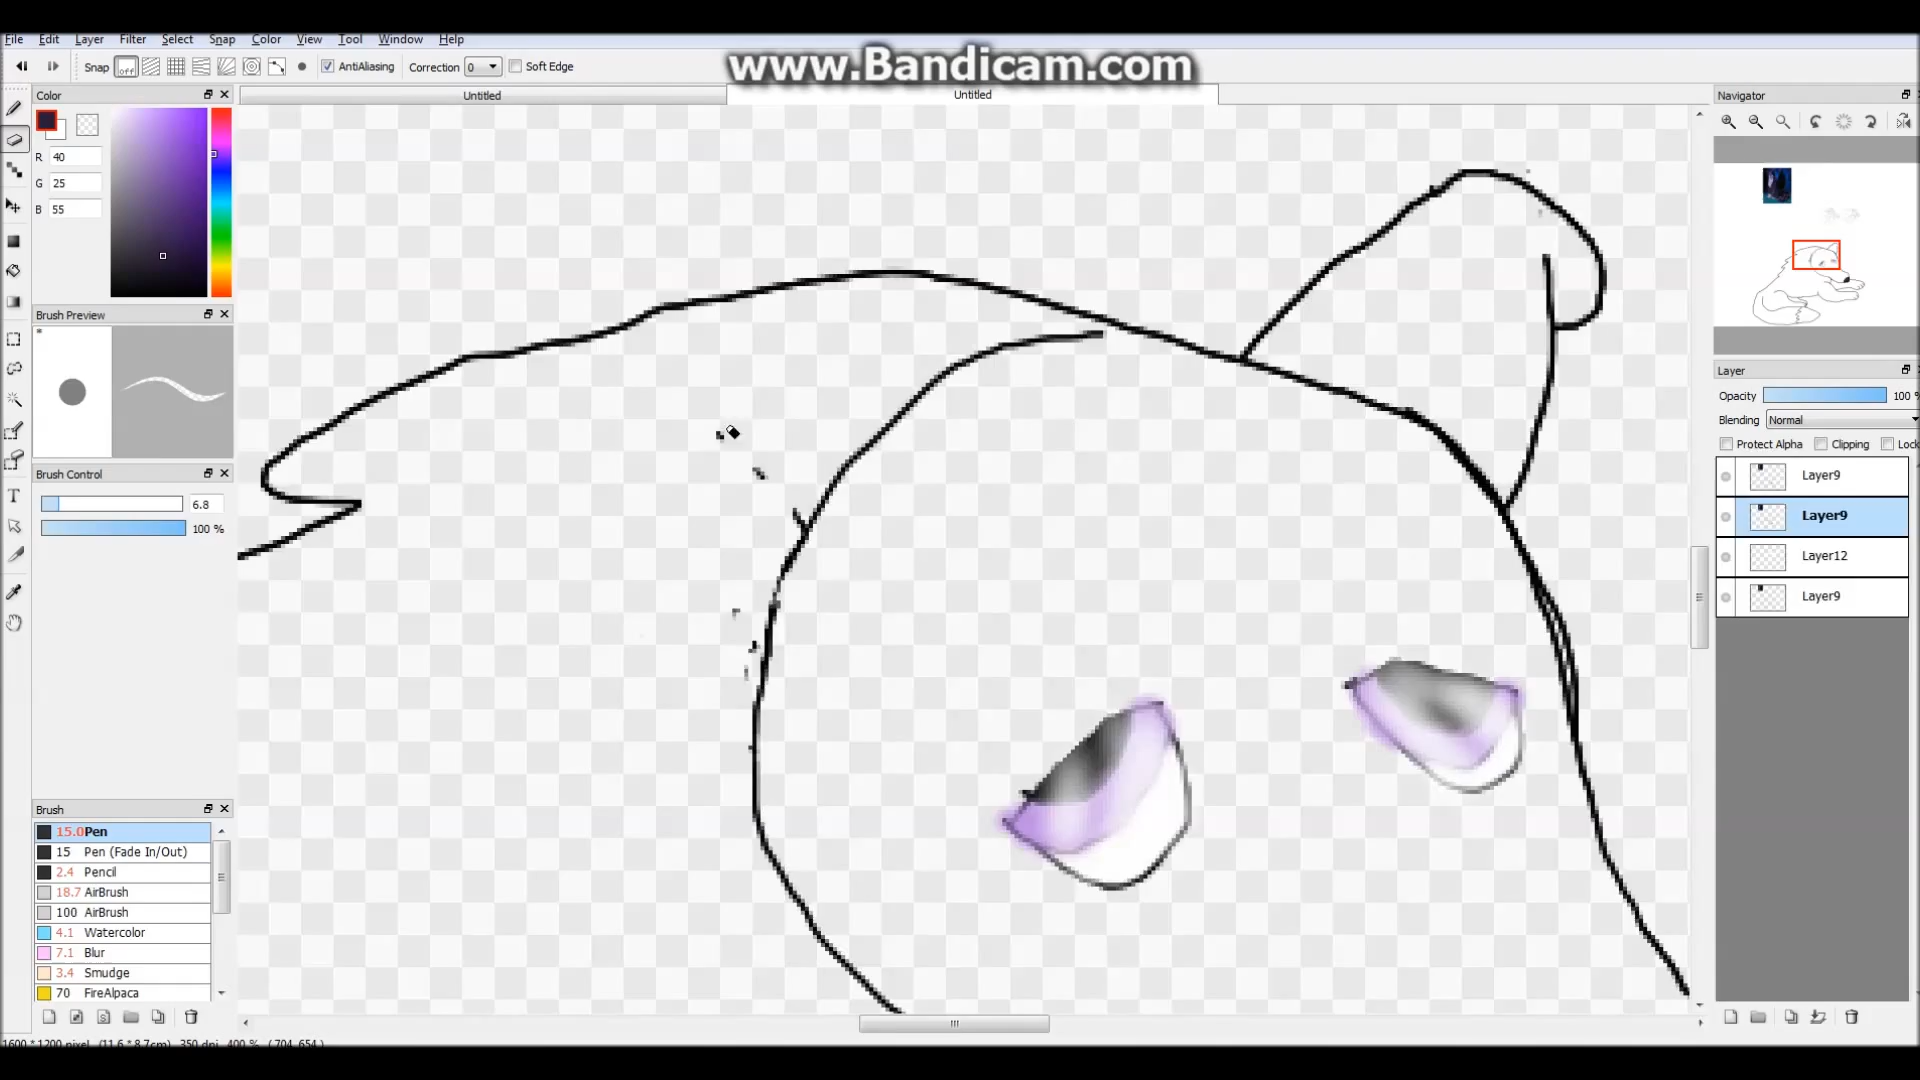 File Edit Layer Filter Select Snap Color View Tool Window Help
www.Bandicam.com
Snap off AntiAliasing Correction 0 Soft Edge
Color
Untitled Untitled
Navigator
R 40
G 25
B 55
Brush Preview
Layer
Opacity 100 %
Blending Normal
Protect Alpha Clipping Lock
Layer9
Layer9
Layer12
Layer9
Brush Control
6.8
100 %
T
Brush
15.0 Pen
15 Pen (Fade In/Out)
2.4 Pencil
18.7 AirBrush
100 AirBrush
4.1 Watercolor
7.1 Blur
3.4 Smudge
70 FireAlpaca
1600 * 1200 pixel (11.6 * 8.7cm) 350 dpi 400 % (704, 654)